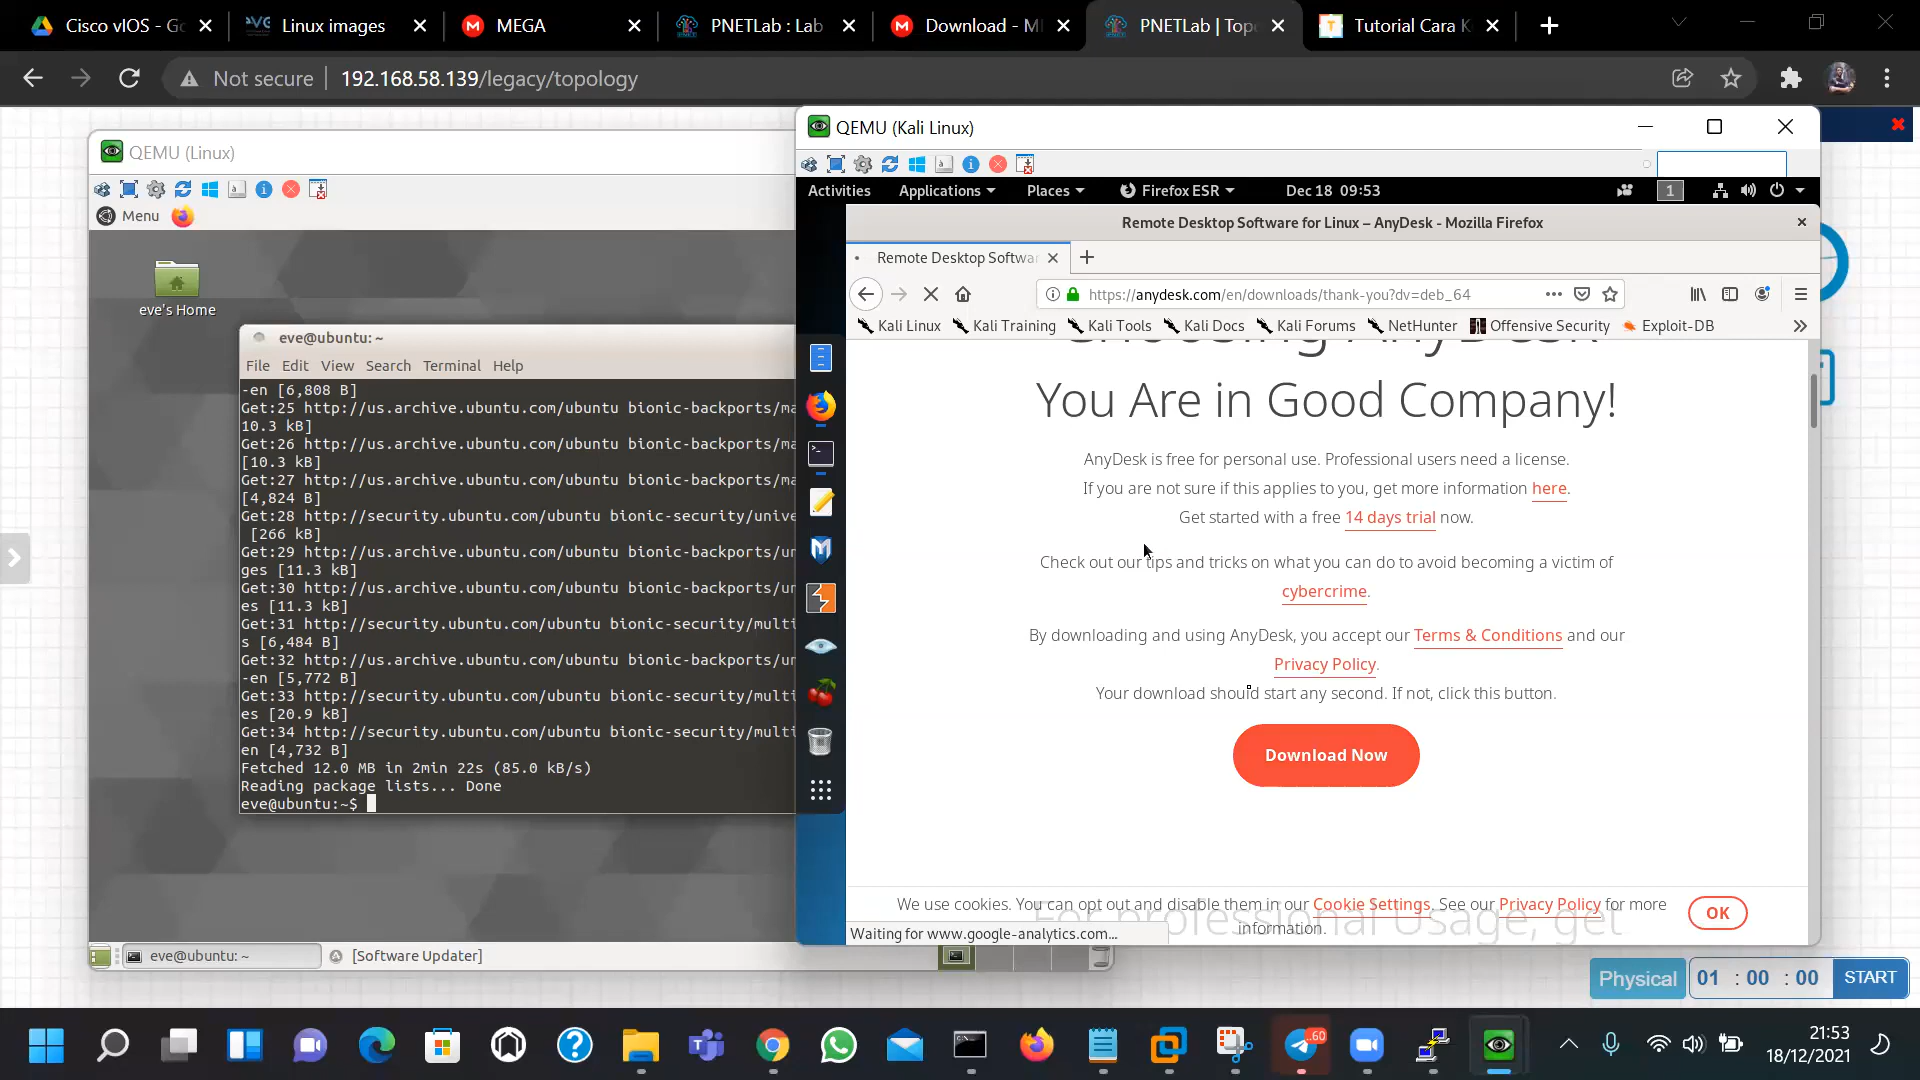 Cisco vIOS - Go
Linux images
MEGA
PNETLab : Lab
Download - M
PNETLab | Top
Tutorial Cara K
Not secure
192.168.58.139/legacy/topology
QEMU (Linux)
Menu
eve's Home
eve@ubuntu: ~
File Edit View Search Terminal Help
-en [6,808 B]
Get:25 http://us.archive.ubuntu.com/ubuntu bionic-backports/ma
10.3 kB]
Get:26 http://us.archive.ubuntu.com/ubuntu bionic-backports/ma
[10.3 kB]
Get:27 http://us.archive.ubuntu.com/ubuntu bionic-backports/ma
[4,824 B]
Get:28 http://security.ubuntu.com/ubuntu bionic-security/unive
[266 kB]
Get:29 http://us.archive.ubuntu.com/ubuntu bionic-backports/un
ges [11.3 kB]
Get:30 http://us.archive.ubuntu.com/ubuntu bionic-backports/un
es [11.3 kB]
Get:31 http://security.ubuntu.com/ubuntu bionic-security/multi
s [6,484 B]
Get:32 http://us.archive.ubuntu.com/ubuntu bionic-backports/un
-en [5,772 B]
Get:33 http://security.ubuntu.com/ubuntu bionic-security/multi
es [20.9 kB]
Get:34 http://security.ubuntu.com/ubuntu bionic-security/multi
en [4,732 B]
Fetched 12.0 MB in 2min 22s (85.0 kB/s)
Reading package lists... Done
eve@ubuntu:~$
eve@ubuntu: ~
[Software Updater]
QEMU (Kali Linux)
Activities Applications Places Firefox ESR Dec 18 09:53 1
Remote Desktop Software for Linux – AnyDesk - Mozilla Firefox
Remote Desktop Softwar
https://anydesk.com/en/downloads/thank-you?dv=deb_64
Kali Linux Kali Training Kali Tools Kali Docs Kali Forums NetHunter Offensive Security Exploit-DB
Choosing AnyDesk
You Are in Good Company!
AnyDesk is free for personal use. Professional users need a license.
If you are not sure if this applies to you, get more information here.
Get started with a free 14 days trial now.
Check out our tips and tricks on what you can do to avoid becoming a victim of
cybercrime.
By downloading and using AnyDesk, you accept our Terms & Conditions and our
Privacy Policy.
Your download should start any second. If not, click this button.
Download Now
For professional Usage, get
We use cookies. You can opt out and disable them in our Cookie Settings. See our Privacy Policy for more
information.
OK
Waiting for www.google-analytics.com...
Physical
01 : 00 : 00
START
60
21:53
18/12/2021